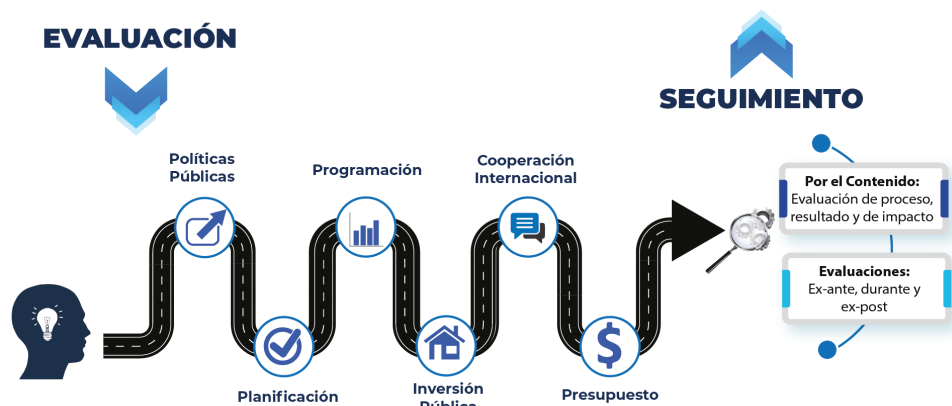 EVALUACIÓN
SEGUIMIENTO
Políticas
Públicas
Planificación
Programación
Inversión
Pública
Cooperación
Internacional
Presupuesto
Por el Contenido:
Evaluación de proceso,
resultado y de impacto
Evaluaciones:
Ex-ante, durante y
ex-post